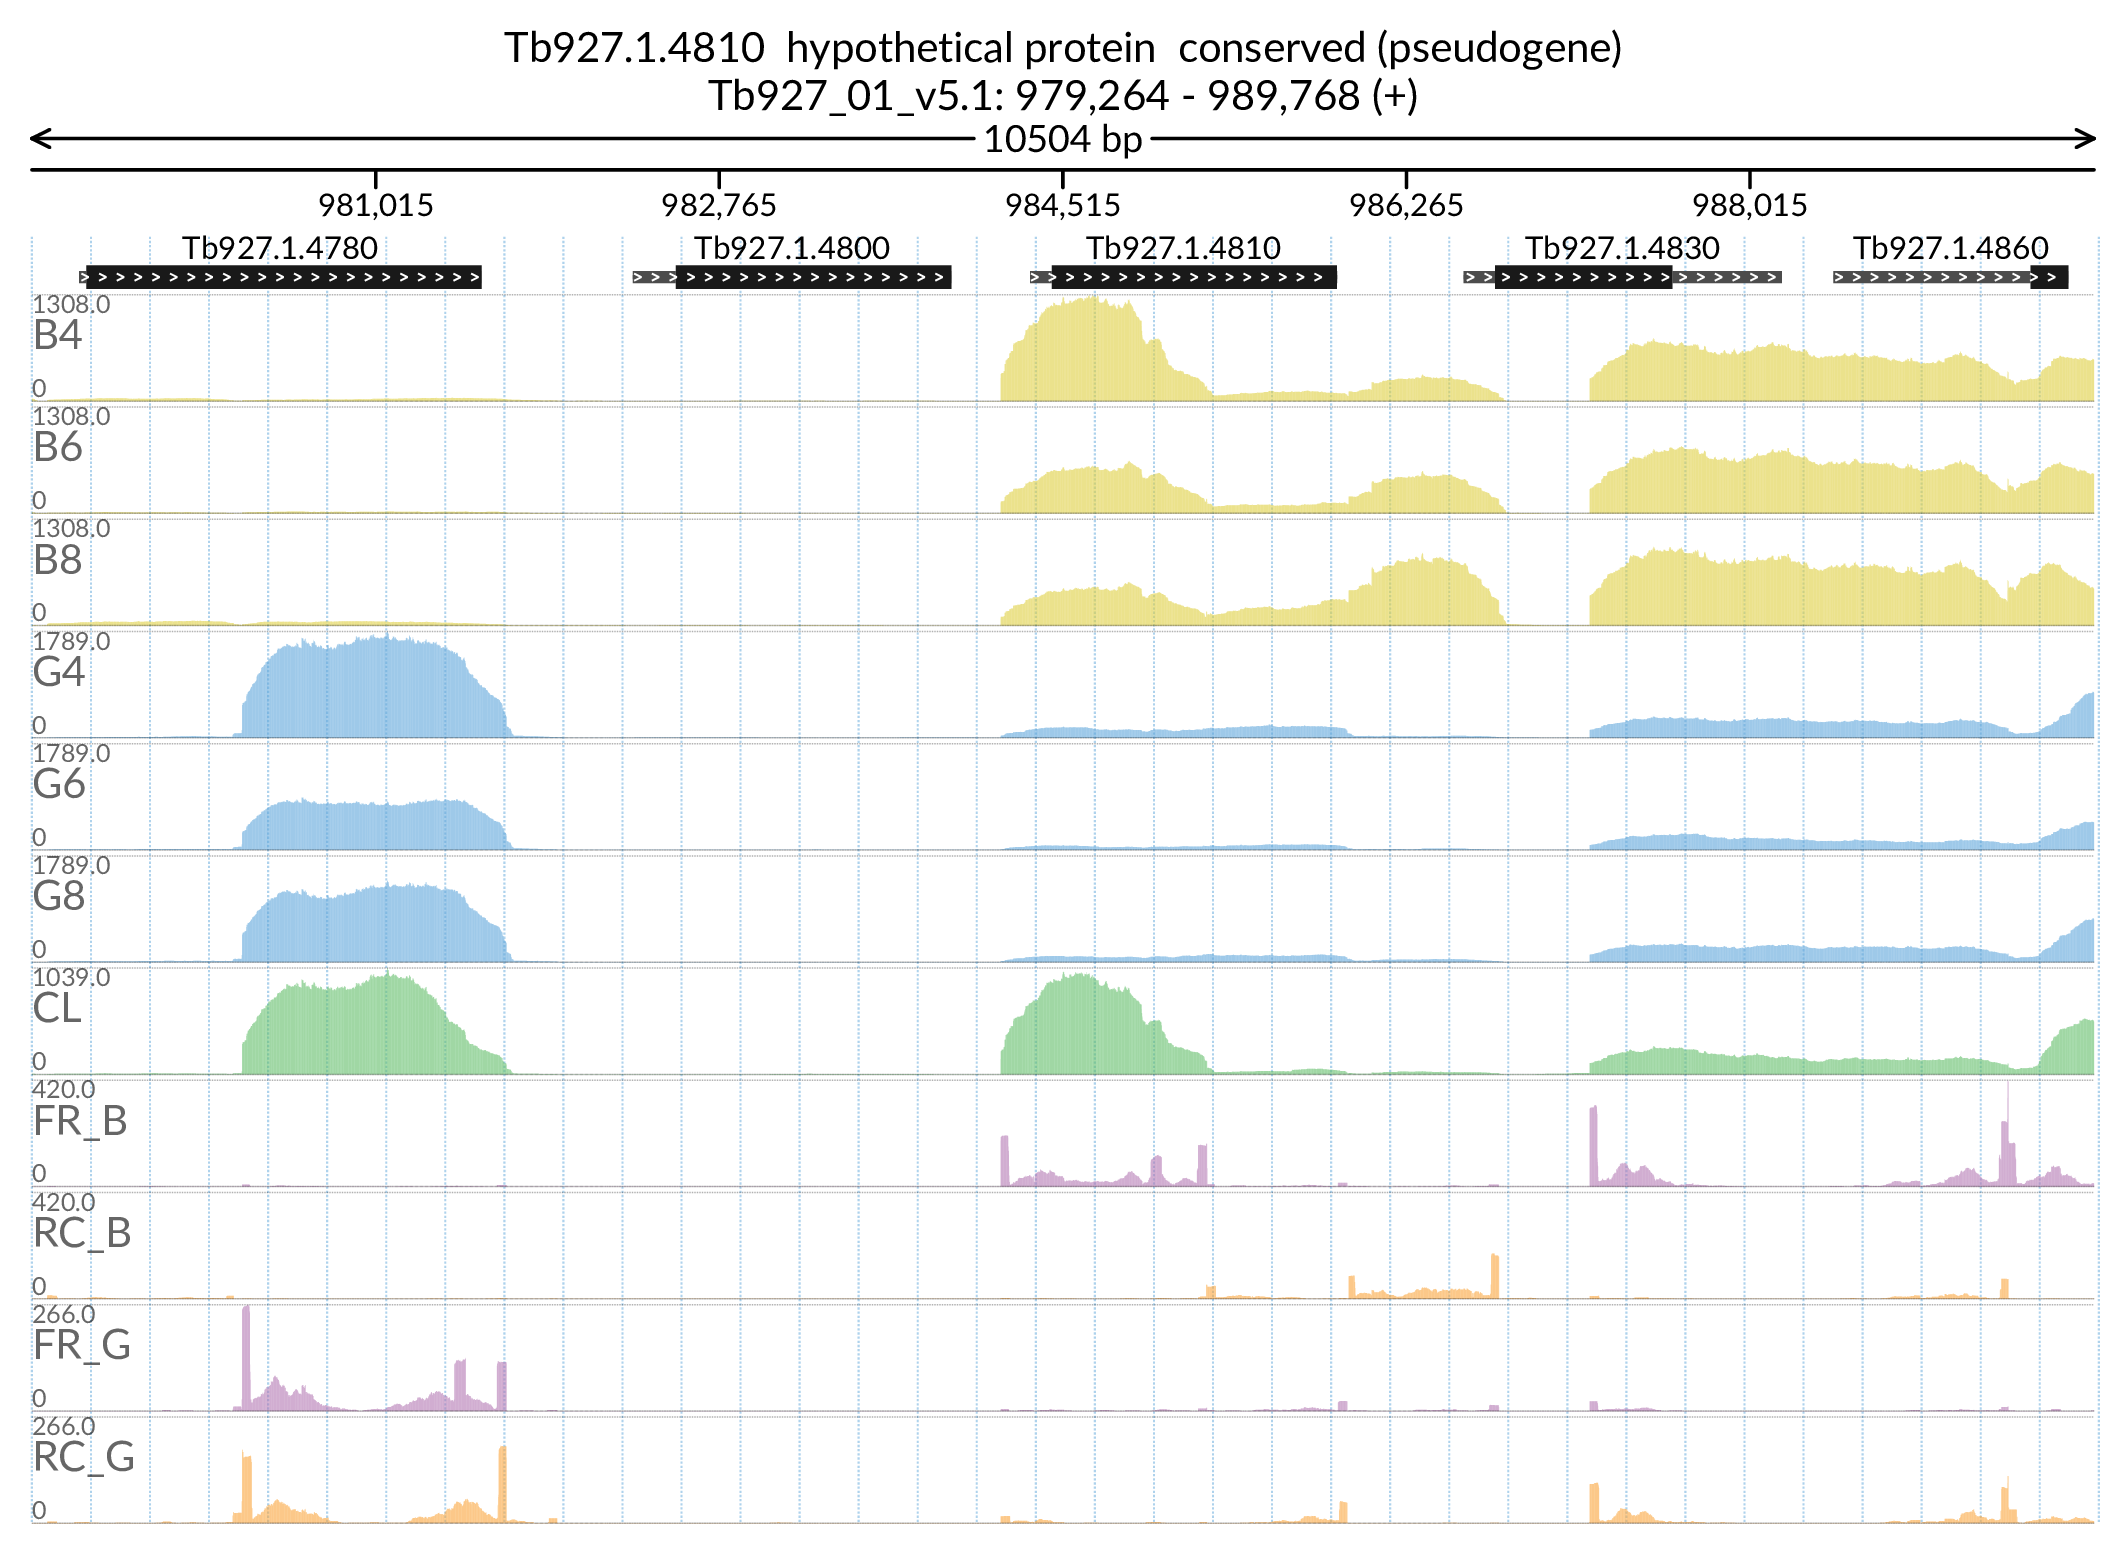 Tb927.1.4810  hypothetical protein  conserved (pseudogene)
Tb927_01_v5.1: 979,264 - 989,768 (+)
10504 bp
981,015 982,765 984,515 986,265 988,015
Tb927.1.4780 Tb927.1.4800 Tb927.1.4810 Tb927.1.4830 Tb927.1.4860
1308.0
B4
0
1308.0
B6
0
1308.0
B8
0
1789.0
G4
0
1789.0
G6
0
1789.0
G8
0
1039.0
CL
0
420.0
FR_B
0
420.0
RC_B
0
266.0
FR_G
0
266.0
RC_G
0